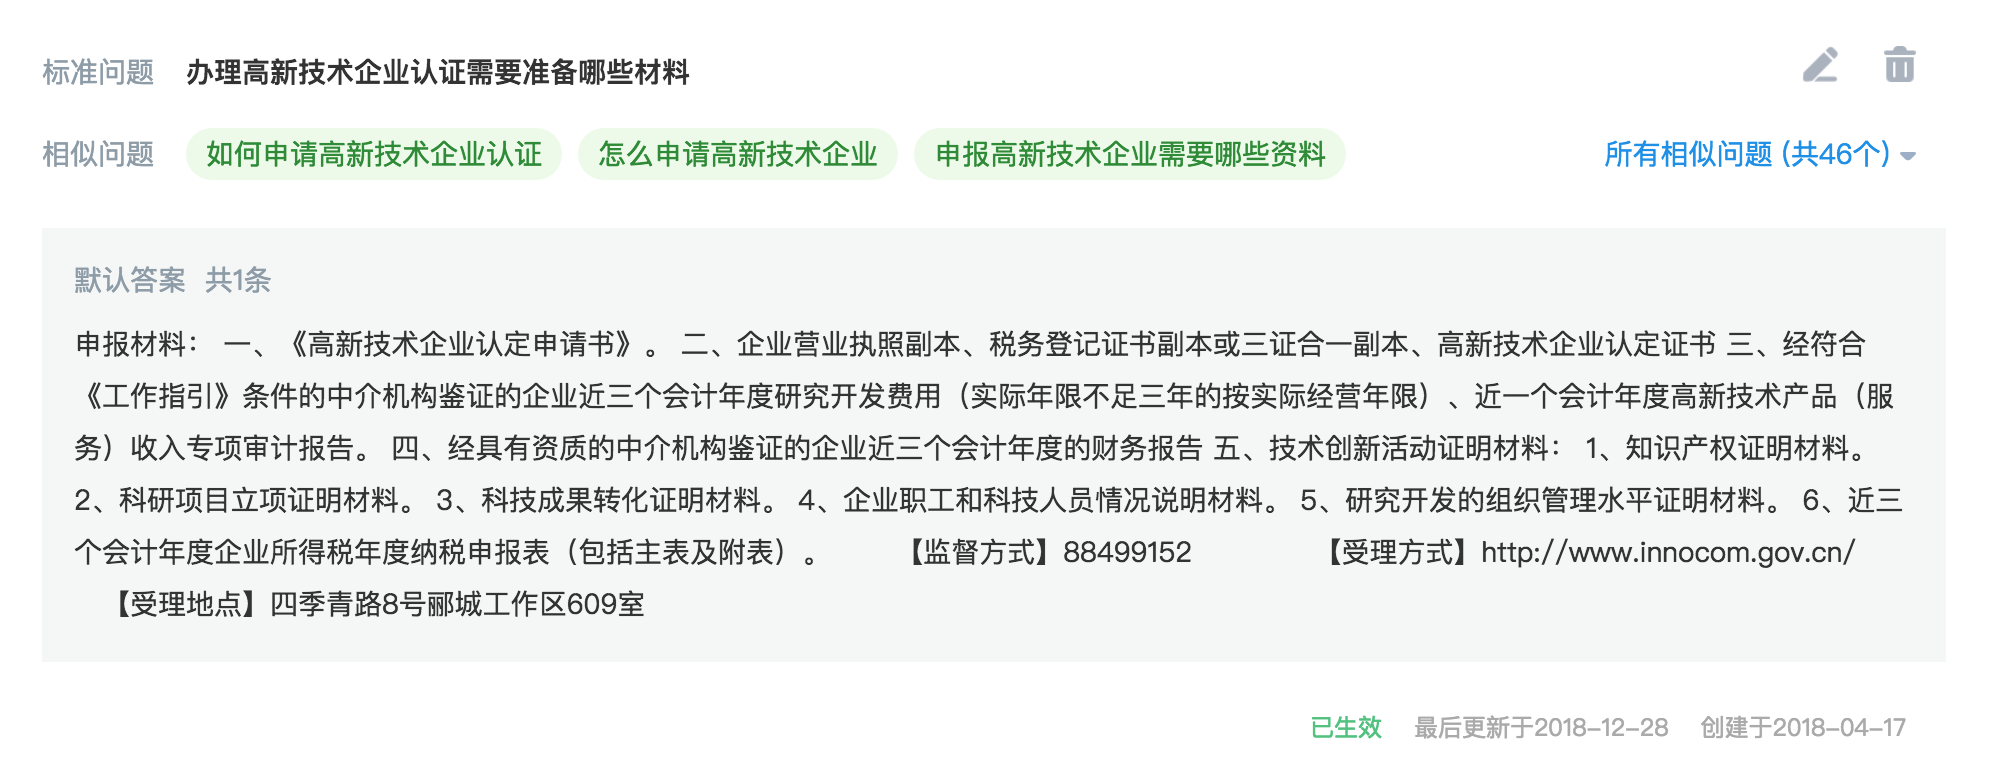 标准问题 办理高新技术企业认证需要准备哪些材料
相似问题 如何申请高新技术企业认证 怎么申请高新技术企业 申报高新技术企业需要哪些资料 所有相似问题 (共46个)
默认答案 共1条
申报材料： 一、《高新技术企业认定申请书》。 二、企业营业执照副本、税务登记证书副本或三证合一副本、高新技术企业认定证书 三、经符合
《工作指引》条件的中介机构鉴证的企业近三个会计年度研究开发费用（实际年限不足三年的按实际经营年限）、近一个会计年度高新技术产品（服
务）收入专项审计报告。 四、经具有资质的中介机构鉴证的企业近三个会计年度的财务报告 五、技术创新活动证明材料： 1、知识产权证明材料。
2、科研项目立项证明材料。 3、科技成果转化证明材料。 4、企业职工和科技人员情况说明材料。 5、研究开发的组织管理水平证明材料。 6、近三
个会计年度企业所得税年度纳税申报表（包括主表及附表）。 【监督方式】88499152 【受理方式】http://www.innocom.gov.cn/
【受理地点】四季青路8号郦城工作区609室
已生效 最后更新于2018-12-28 创建于2018-04-17